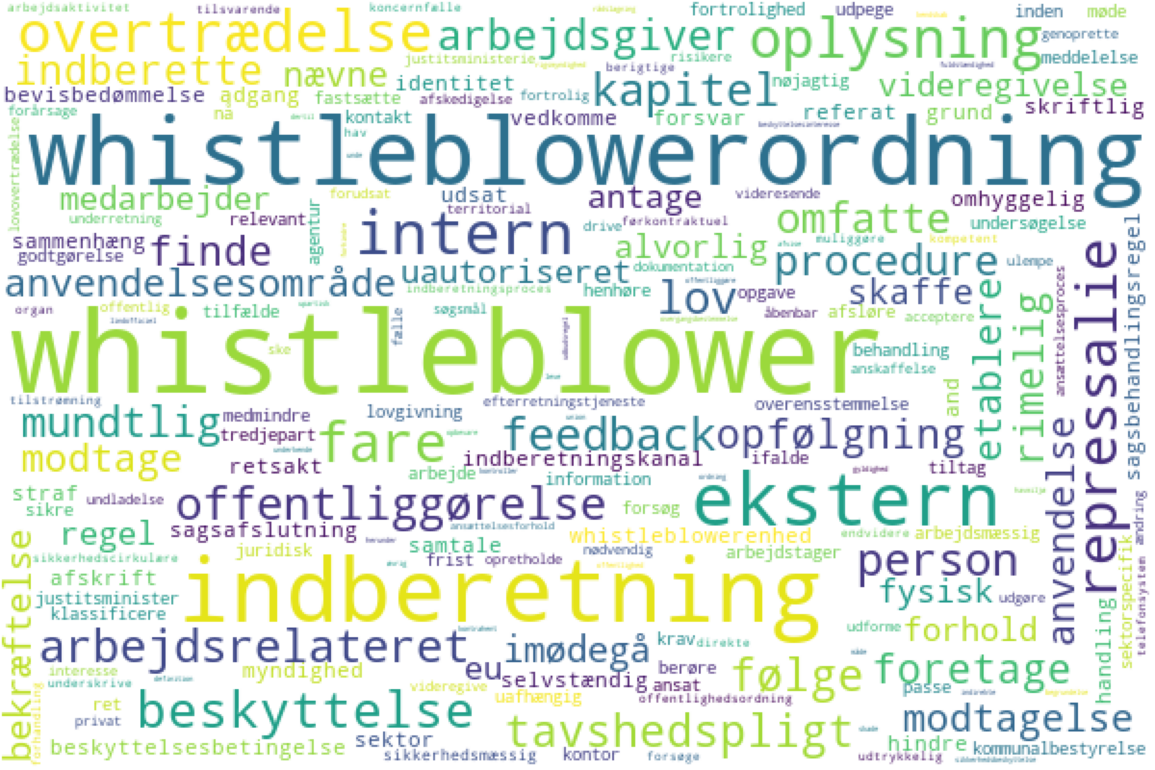 arbejdsaktivitet tilsvarende koncernfælle fortrolighed udpege inden møde
overtrædelse arbejdsgiver oplysning
risikere genoprette
justitsministerie meddelelse
indberette nævne identitet berigtige kapitel nøjagtig videregivelse
bevisbedømmelse adgang fastsætte afskedigelse fortrolig skriftlig
forårsage nå kontakt vedkomme forsvar referat grund
hav
whistleblowerordning
lovovertrædelse
medarbejder forudsat udsat antage videresende omhyggelig
underretning relevant territorial omfatte undersøgelse
agentur intern drive førkontraktuel
sammenhæng finde alvorlig muliggøre kompetent
godtgørelse procedure ulempe
anvendelsesområde uautoriseret dokumentation
indberetningsproces henhøre lov opgave skaffe
organ offentlig tilfælde søgsmål åbenbar afsløre acceptere
fælle
whistleblower
ske behandling
anskaffelse
etablere rimelig repressalie sagsbehandlingsregel
ansættelsesproces
tilstrømning efterretningstjeneste overensstemmelse and
mundtlig medmindre lovgivning
tredjepart fare feedback opfølgning
modtage retsakt indberetningskanal ifalde tiltag
arbejde information
straf undladelse offentliggørelse forsøg ekstern
sikre
regel sagsafslutning ansættelsesforhold endvidere arbejdsmæssig
samtale whistleblowerenhed
sikkerhedscirkulære juridisk frist opretholde nødvendig arbejdstager
afskrift indberetning person
justitsminister fysisk udgøre
klassificere
anvendelse handling sektorspecifik telefonsystem ændring
arbejdsrelateret imødegå krav direkte udforme forhold
bekræftelse
interesse myndighed eu selvstændig berøre følge foretage
underskrive videregive ansat
ret uafhængig offentlighedsordning passe indirekte
privat beskyttelse tavshedspligt modtagelse
forhandling sektor hindre
beskyttelsesbetingelse sikkerhedsmæssig kontor forsøge udtrykkelig kommunalbestyrelse
sikkerhedsbeskyttelse